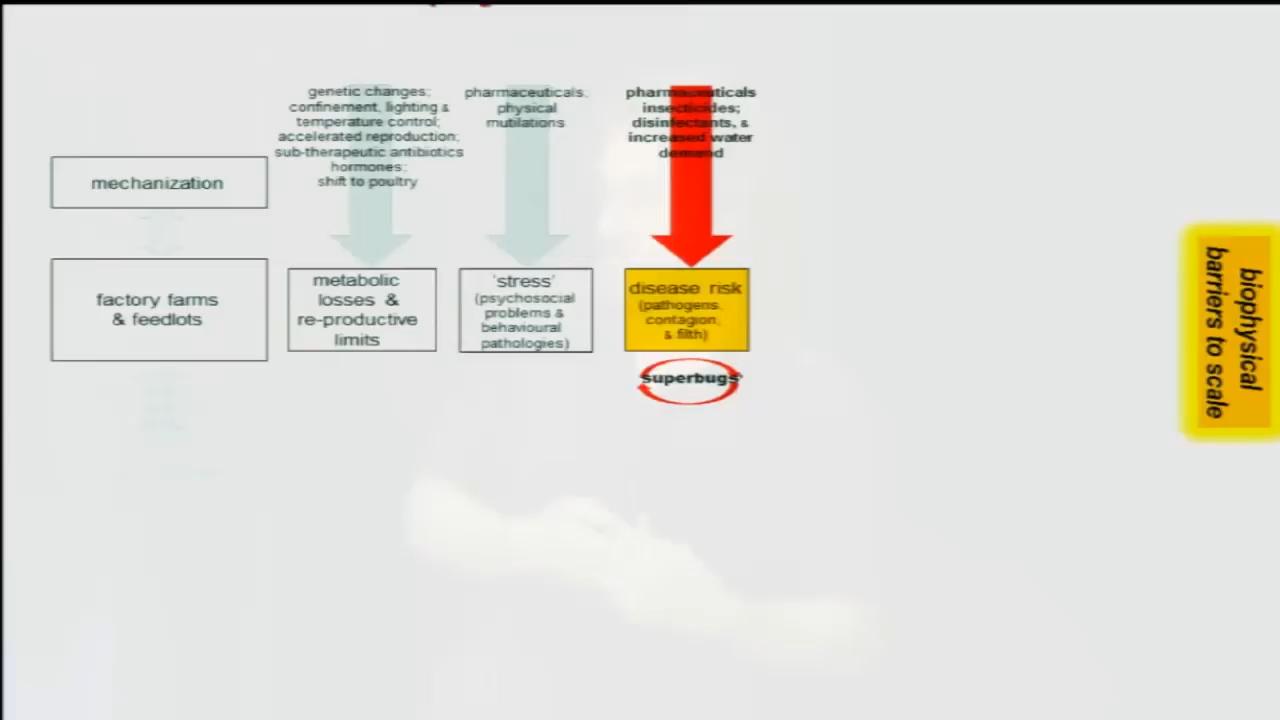 genetic changes;
confinement, lighting &
temperature control;
accelerated reproduction;
sub-therapeutic antibiotics
hormones;
shift to poultry
pharmaceuticals;
physical
mutilations
pharmaceuticals
insecticides;
disinfectants, &
increased water
demand
mechanization
factory farms
& feedlots
metabolic
losses &
re-productive
limits
'stress'
(psychosocial
problems &
behavioural
pathologies)
disease risk
(pathogens,
contagion,
& filth)
superbugs
biophysical
barriers to scale